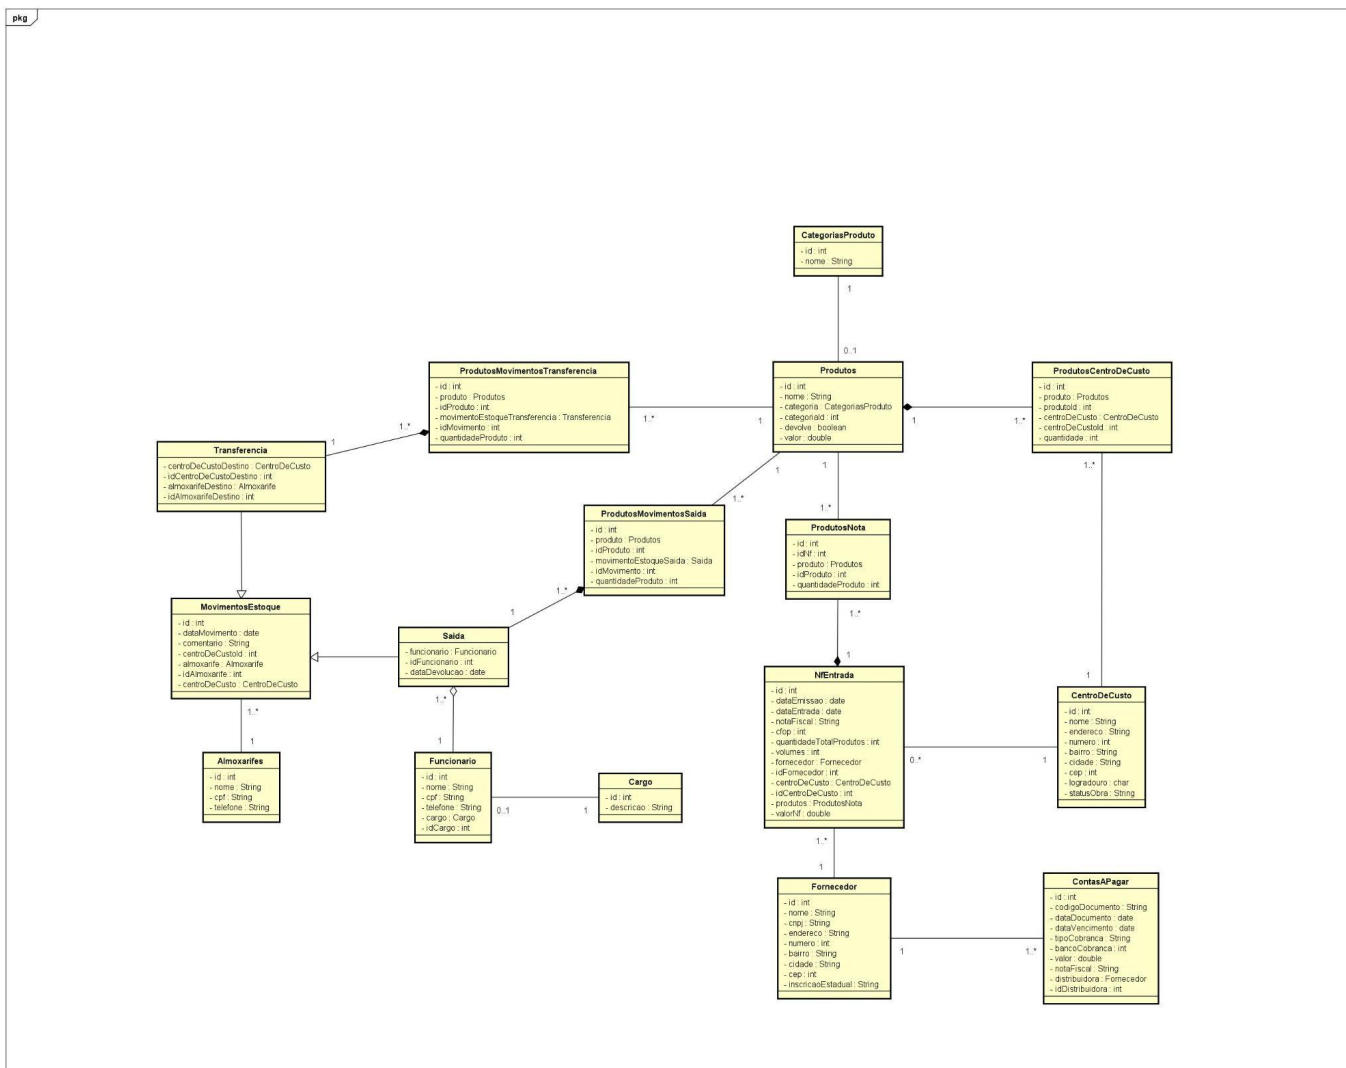 pkg
CategoriasProduto
- id : int
- nome : String
1
0..1
ProdutosMovimentosTransferencia
- id : int
- produto : Produtos
- idProduto : int
- movimentoEstoqueTransferencia : Transferencia
- idMovimento : int
- quantidadeProduto : int
1..*
1
Produtos
- id : int
- nome : String
- categoria : CategoriasProduto
- categoriaId : int
- devolve : boolean
- valor : double
1
1..*
ProdutosCentroDeCusto
- id : int
- produto : Produtos
- produtoId : int
- centroDeCusto : CentroDeCusto
- centroDeCustoId : int
- quantidade : int
1
1..*
Transferencia
- centroDeCustoDestino : CentroDeCusto
- idCentroDeCustoDestino : int
- almoxarifeDestino : Almoxarife
- idAlmoxarifeDestino : int
1
1..*
1
1..*
1..*
ProdutosMovimentosSaida
- id : int
- produto : Produtos
- idProduto : int
- movimentoEstoqueSaida : Saida
- idMovimento : int
- quantidadeProduto : int
ProdutosNota
- id : int
- idNf : int
- produto : Produtos
- idProduto : int
- quantidadeProduto : int
1
1..*
1..*
1
MovimentosEstoque
- id : int
- dataMovimento : date
- comentario : String
- centroDeCustoId : int
- almoxarife : Almoxarife
- idAlmoxarife : int
- centroDeCusto : CentroDeCusto
Saida
- funcionario : Funcionario
- idFuncionario : int
- dataDevolucao : date
NfEntrada
- id : int
- dataEmissao : date
- dataEntrada : date
- notaFiscal : String
- cfop : int
- quantidadeTotalProdutos : int
- volumes : int
- fornecedor : Fornecedor
- idFornecedor : int
- centroDeCusto : CentroDeCusto
- idCentroDeCusto : int
- produtos : ProdutosNota
- valorNf : double
0..*
1
1
CentroDeCusto
- id : int
- nome : String
- endereco : String
- numero : int
- bairro : String
- cidade : String
- cep : int
- logradouro : char
- statusObra : String
1..*
1
1..*
1
Almoxarifes
- id : int
- nome : String
- cpf : String
- telefone : String
Funcionario
- id : int
- nome : String
- cpf : String
- telefone : String
- cargo : Cargo
- idCargo : int
0..1
1
Cargo
- id : int
- descricao : String
1..*
1
Fornecedor
- id : int
- nome : String
- cnpj : String
- endereco : String
- numero : int
- bairro : String
- cidade : String
- cep : int
- inscricaoEstadual : String
1
1..*
ContasAPagar
- id : int
- codigoDocumento : String
- dataDocumento : date
- dataVencimento : date
- tipoCobranca : String
- bancoCobranca : int
- valor : double
- notaFiscal : String
- distribuidora : Fornecedor
- idDistribuidora : int